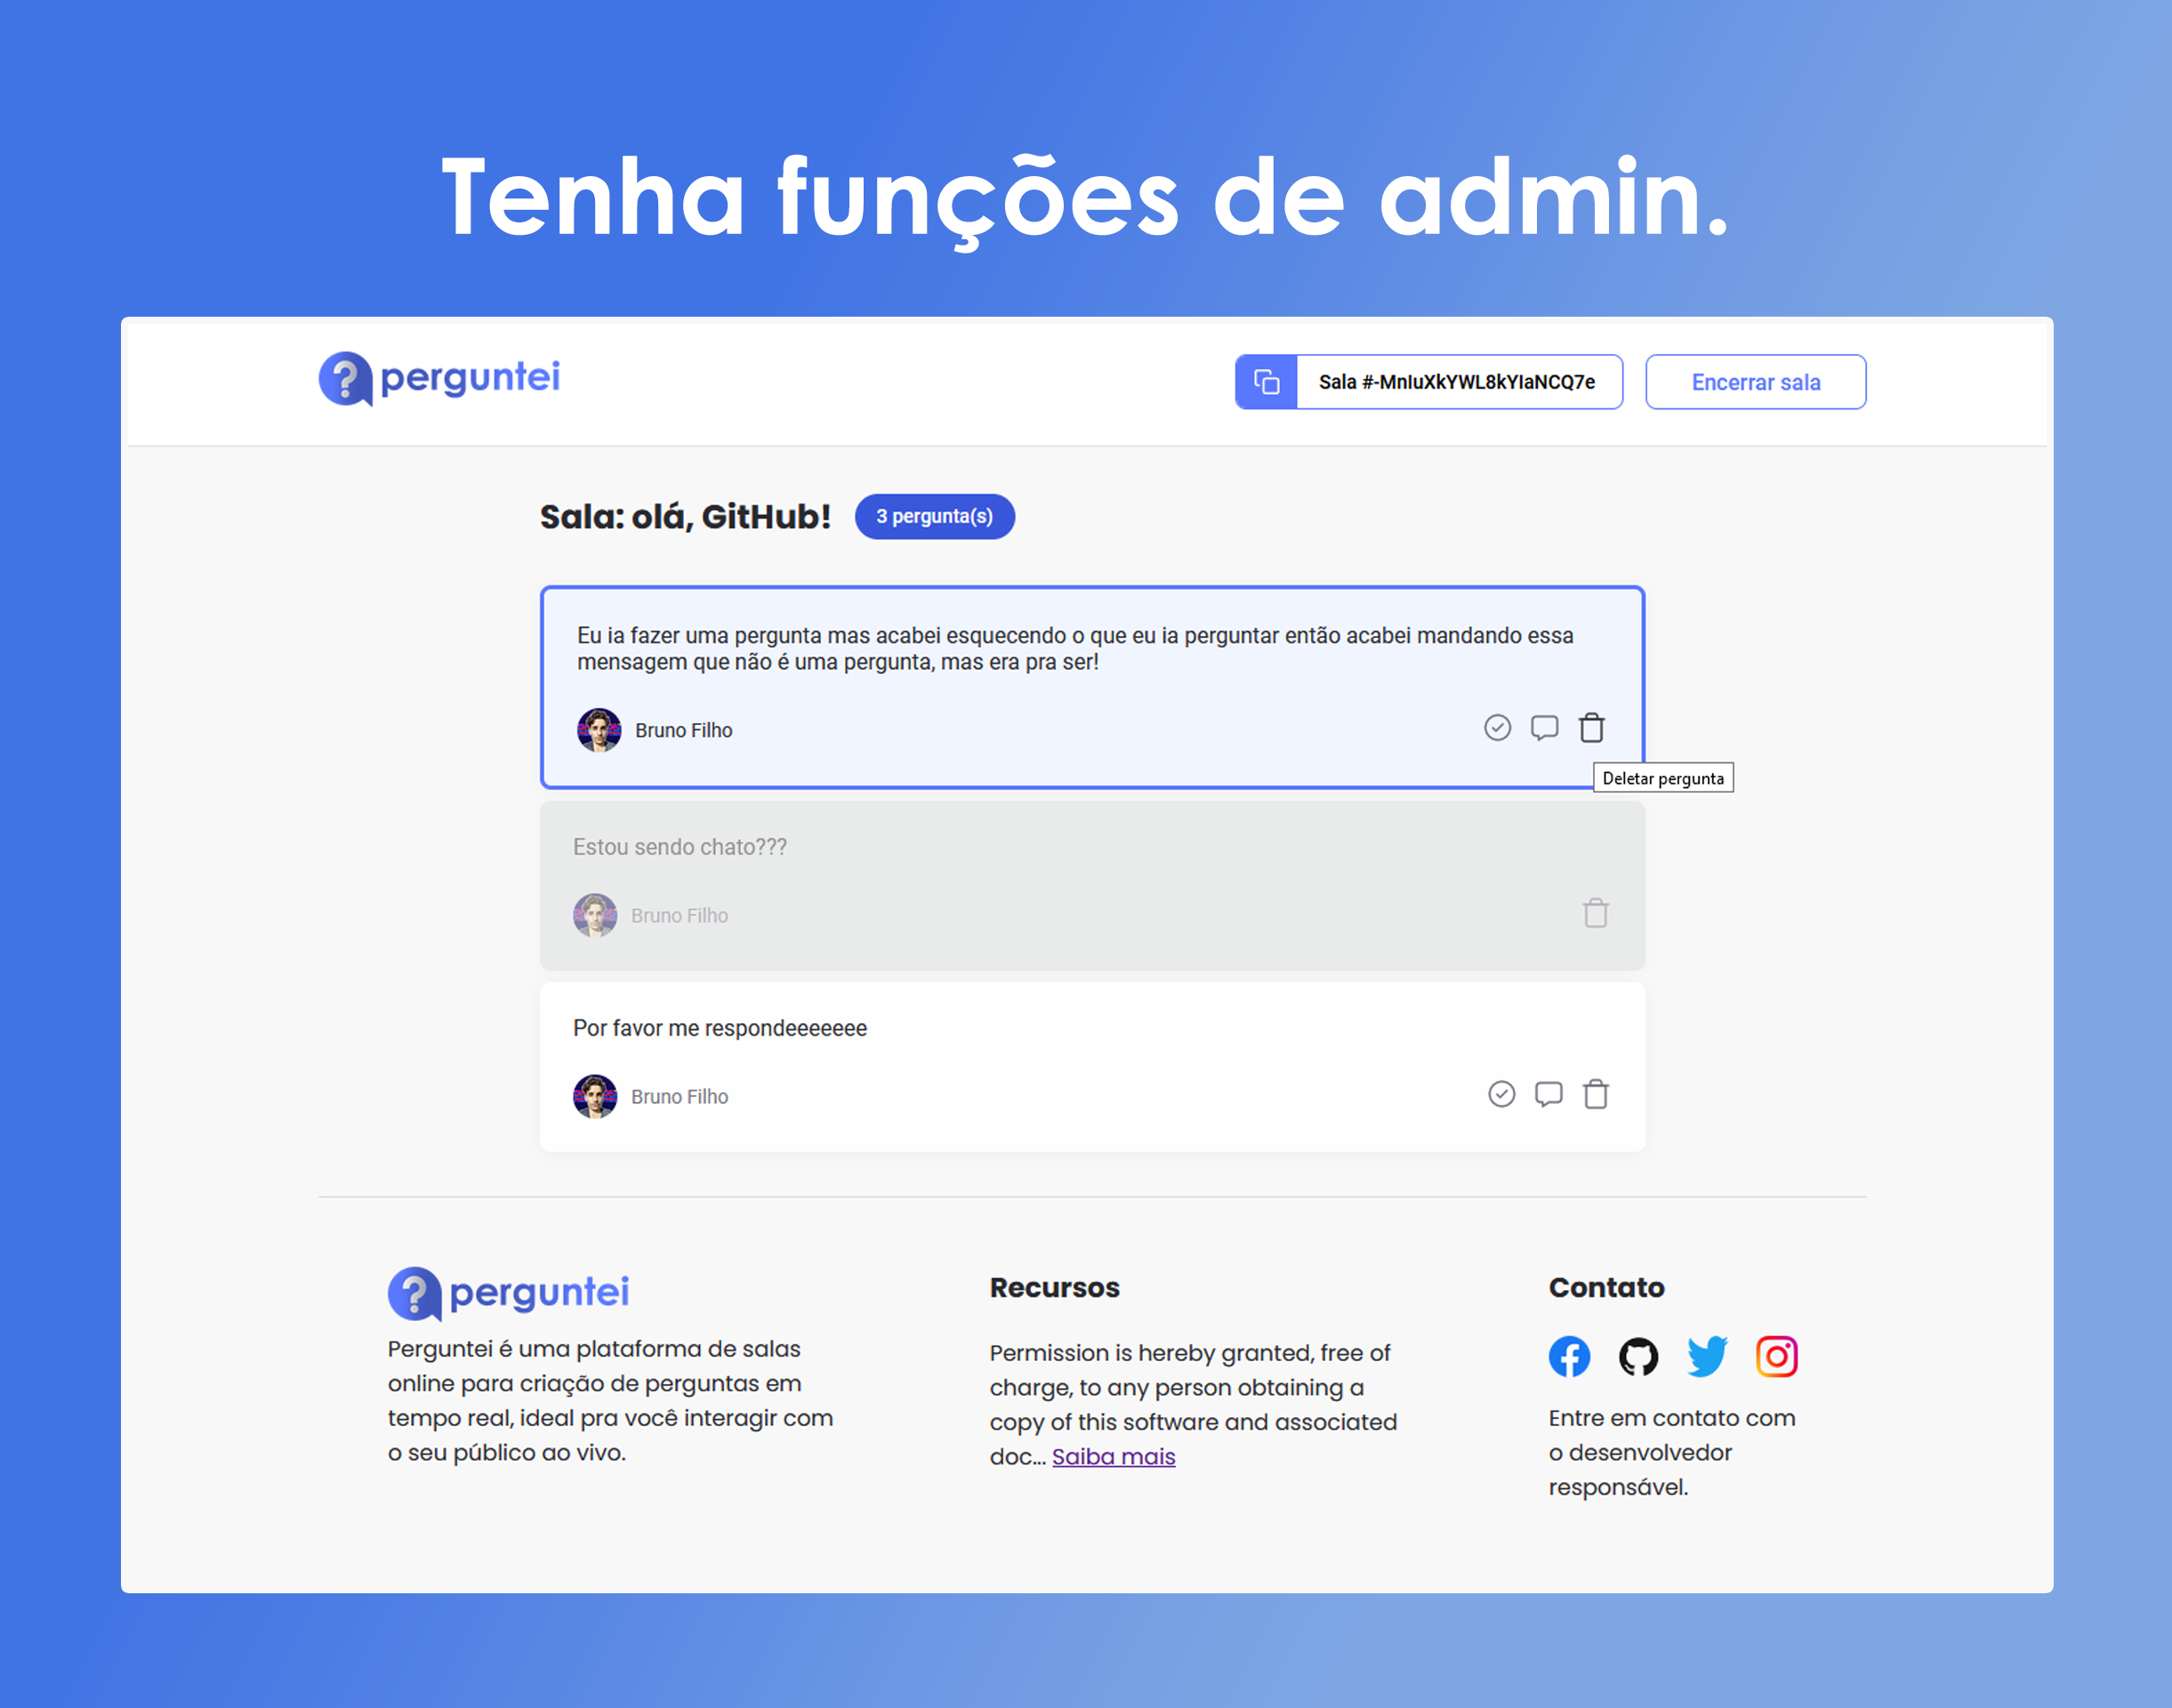 Tenha funções de admin.
perguntei
Sala #-MnIuXkYWL8kYIaNCQ7e
Encerrar sala
Sala: olá, GitHub!
3 pergunta(s)
Eu ia fazer uma pergunta mas acabei esquecendo o que eu ia perguntar então acabei mandando essa
mensagem que não é uma pergunta, mas era pra ser!
Bruno Filho
Deletar pergunta
Estou sendo chato???
Bruno Filho
Por favor me respondeeeeeee
Bruno Filho
perguntei
Perguntei é uma plataforma de salas
online para criação de perguntas em
tempo real, ideal pra você interagir com
o seu público ao vivo.
Recursos
Permission is hereby granted, free of
charge, to any person obtaining a
copy of this software and associated
doc... Saiba mais
Contato
Entre em contato com
o desenvolvedor
responsável.